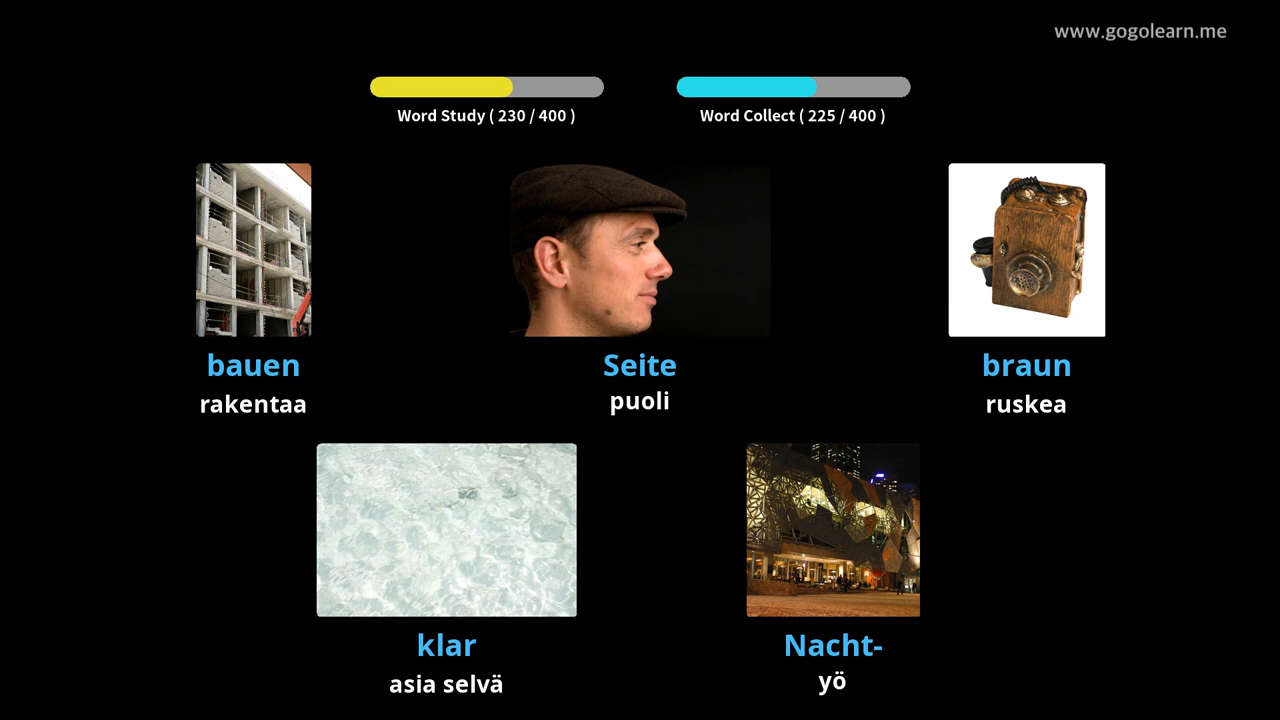 www.gogolearn.me
Word Study ( 230 / 400 )
Word Collect ( 225 / 400 )
bauen
rakentaa
Seite
puoli
braun
ruskea
klar
asia selvä
Nacht-
yö